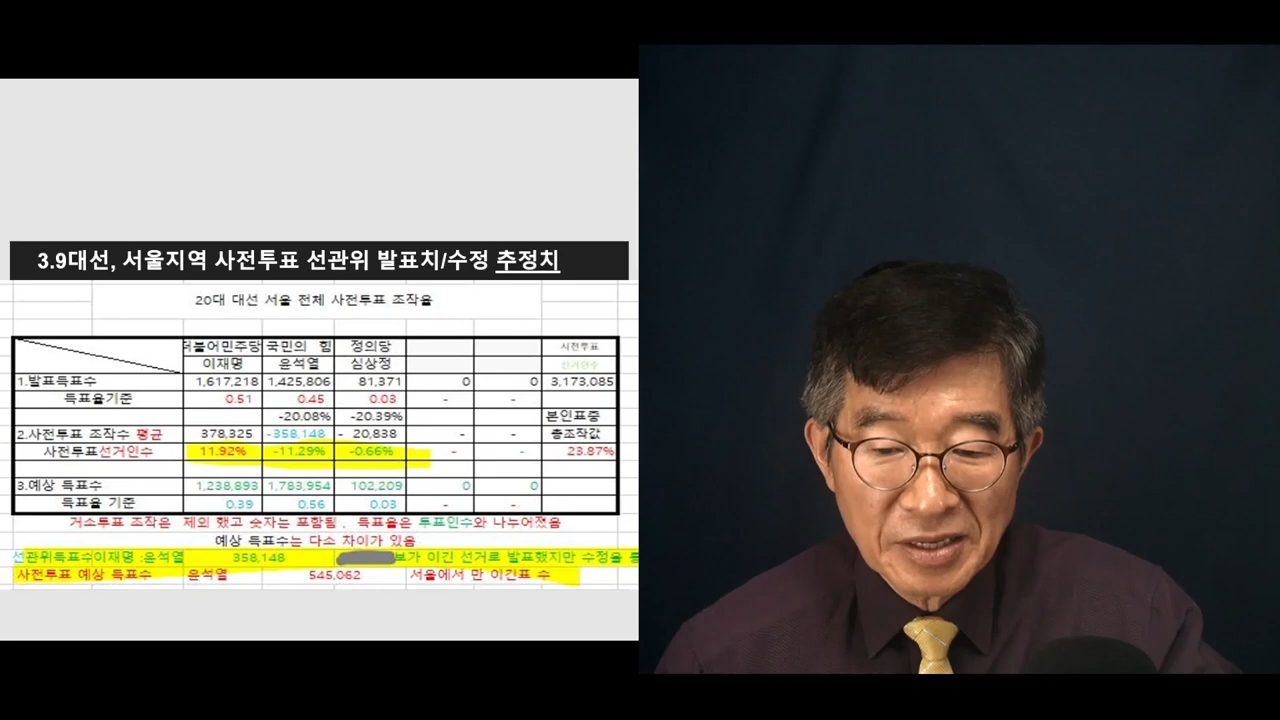 3.9대선, 서울지역 사전투표 선관위 발표치/수정 추정치
20대 대선 서울 전체 사전투표 조작율
더불어민주당 국민의 힘 정의당 사전투표
이재명 윤석열 심상정 선거인수
1.발표득표수 1,617,218 1,425,806 81,371 0 0 3,173,085
득표율기준 0.51 0.45 0.03 - -
-20.08% -20.39% 본인표중
2.사전투표 조작수 평균 378,325 -358,148 - 20,838 - - 총조작값
사전투표선거인수 11.92% -11.29% -0.66% - - 23.87%
3.예상 득표수 1,238,893 1,783,954 102,209 0 0
득표율 기준 0.39 0.56 0.03 - -
거소투표 조작은 제외 했고 숫자는 포함됨 . 득표율은 투표인수와 나누어졌음
예상 득표수는 다소 차이가 있음
선관위득표수이재명 :윤석열 358,148 보가 이긴 선거로 발표했지만 수정을 통
사전투표 예상 득표수 윤석열 545,062 서울에서 만 이긴표 수